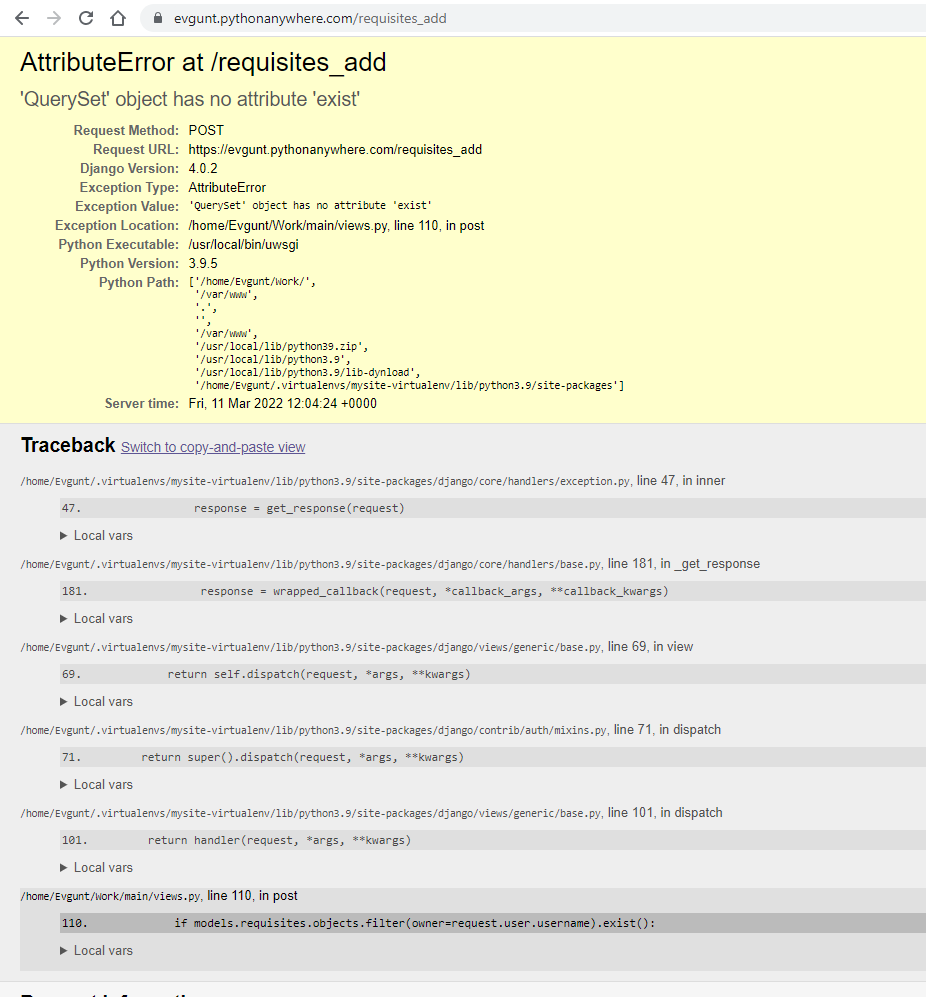 evgunt.pythonanywhere.com/requisites_add
AttributeError at /requisites_add
'QuerySet' object has no attribute 'exist'
Request Method: POST
Request URL: https://evgunt.pythonanywhere.com/requisites_add
Django Version: 4.0.2
Exception Type: AttributeError
Exception Value: 'QuerySet' object has no attribute 'exist'
Exception Location: /home/Evgunt/Work/main/views.py, line 110, in post
Python Executable: /usr/local/bin/uwsgi
Python Version: 3.9.5
Python Path: ['/home/Evgunt/Work/',
'/var/www',
'.',
'',
'/var/www',
'/usr/local/lib/python39.zip',
'/usr/local/lib/python3.9',
'/usr/local/lib/python3.9/lib-dynload',
'/home/Evgunt/.virtualenvs/mysite-virtualenv/lib/python3.9/site-packages']
Server time: Fri, 11 Mar 2022 12:04:24 +0000
Traceback Switch to copy-and-paste view
/home/Evgunt/.virtualenvs/mysite-virtualenv/lib/python3.9/site-packages/django/core/handlers/exception.py, line 47, in inner
47. response = get_response(request)
▶ Local vars
/home/Evgunt/.virtualenvs/mysite-virtualenv/lib/python3.9/site-packages/django/core/handlers/base.py, line 181, in _get_response
181. response = wrapped_callback(request, *callback_args, **callback_kwargs)
▶ Local vars
/home/Evgunt/.virtualenvs/mysite-virtualenv/lib/python3.9/site-packages/django/views/generic/base.py, line 69, in view
69. return self.dispatch(request, *args, **kwargs)
▶ Local vars
/home/Evgunt/.virtualenvs/mysite-virtualenv/lib/python3.9/site-packages/django/contrib/auth/mixins.py, line 71, in dispatch
71. return super().dispatch(request, *args, **kwargs)
▶ Local vars
/home/Evgunt/.virtualenvs/mysite-virtualenv/lib/python3.9/site-packages/django/views/generic/base.py, line 101, in dispatch
101. return handler(request, *args, **kwargs)
▶ Local vars
/home/Evgunt/Work/main/views.py, line 110, in post
110. if models.requisites.objects.filter(owner=request.user.username).exist():
▶ Local vars